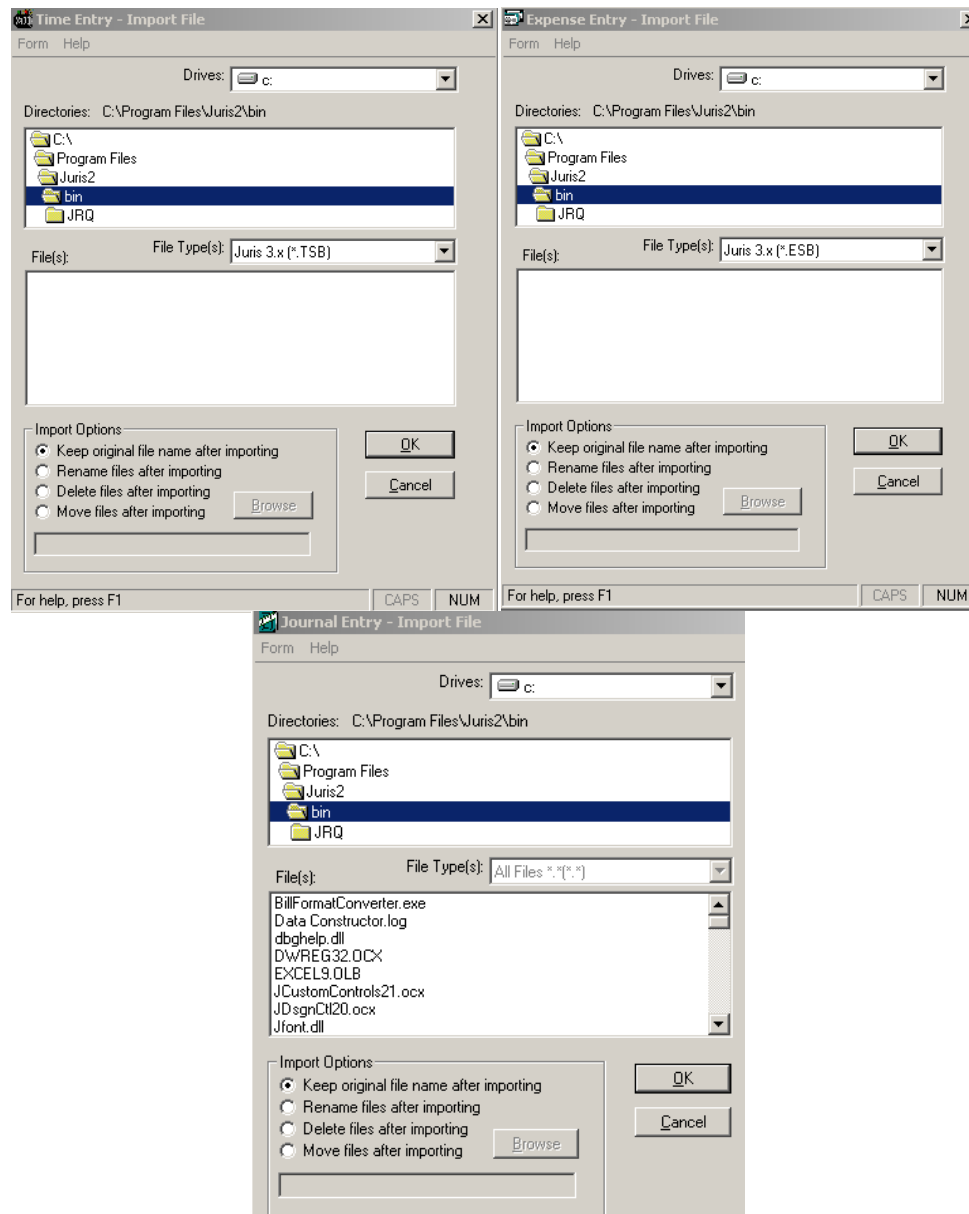 Time Entry - Import File
Form Help
Drives: c:
Directories: C:\Program Files\Juris2\bin
C:\
Program Files
Juris2
bin
JRQ
File(s): File Type(s): Juris 3.x (*.TSB)
Import Options
Keep original file name after importing
Rename files after importing
Delete files after importing
Move files after importing
Browse
OK
Cancel
For help, press F1 CAPS NUM
Expense Entry - Import File
Form Help
Drives: c:
Directories: C:\Program Files\Juris2\bin
C:\
Program Files
Juris2
bin
JRQ
File(s): File Type(s): Juris 3.x (*.ESB)
Import Options
Keep original file name after importing
Rename files after importing
Delete files after importing
Move files after importing
Browse
OK
Cancel
For help, press F1 CAPS NUM
Journal Entry - Import File
Form Help
Drives: c:
Directories: C:\Program Files\Juris2\bin
C:\
Program Files
Juris2
bin
JRQ
File(s): File Type(s): All Files *.*(*.*)
BillFormatConverter.exe
Data Constructor.log
dbghelp.dll
DWREG32.OCX
EXCEL9.OLB
JCustomControls21.ocx
JDsgnCtl20.ocx
Jfont.dll
Import Options
Keep original file name after importing
Rename files after importing
Delete files after importing
Move files after importing
Browse
OK
Cancel